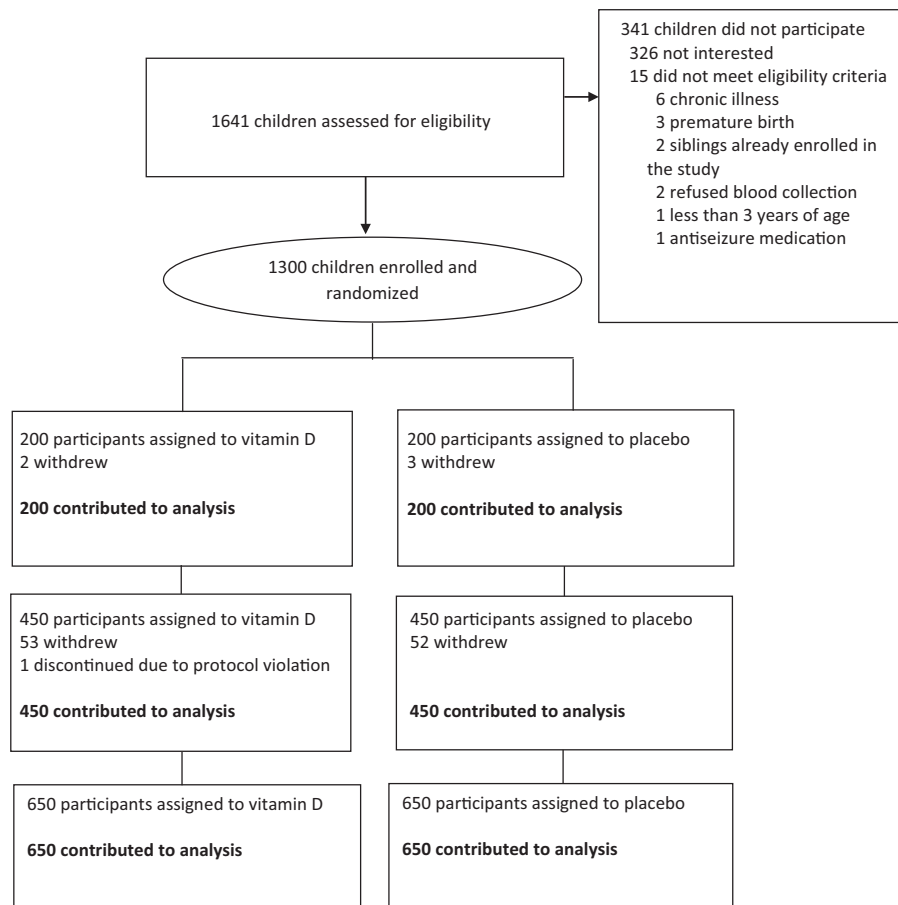 341 children did not participate
326 not interested
15 did not meet eligibility criteria
6 chronic illness
3 premature birth
2 siblings already enrolled in
the study
2 refused blood collection
1 less than 3 years of age
1 antiseizure medication
1641 children assessed for eligibility
1300 children enrolled and
randomized
200 participants assigned to vitamin D
2 withdrew
200 contributed to analysis
200 participants assigned to placebo
3 withdrew
200 contributed to analysis
450 participants assigned to vitamin D
53 withdrew
1 discontinued due to protocol violation
450 contributed to analysis
450 participants assigned to placebo
52 withdrew
450 contributed to analysis
650 participants assigned to vitamin D
650 contributed to analysis
650 participants assigned to placebo
650 contributed to analysis